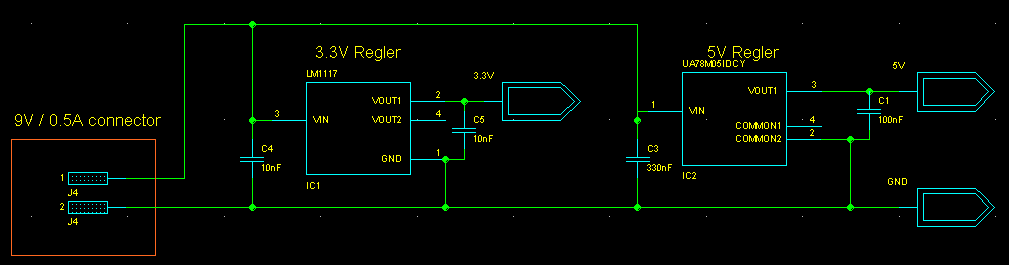 3.3V Regler
5V Regler
LM1117
3.3V
UA78M05IDCY
5V
VOUT1
2
VOUT1
3
3
VIN
VOUT2
4
C5
10nF
1
VIN
C1
100nF
9V / 0.5A connector
COMMON1
4
COMMON2
2
C4
10nF
GND
1
C3
330nF
1
J4
IC1
IC2
GND
2
J4